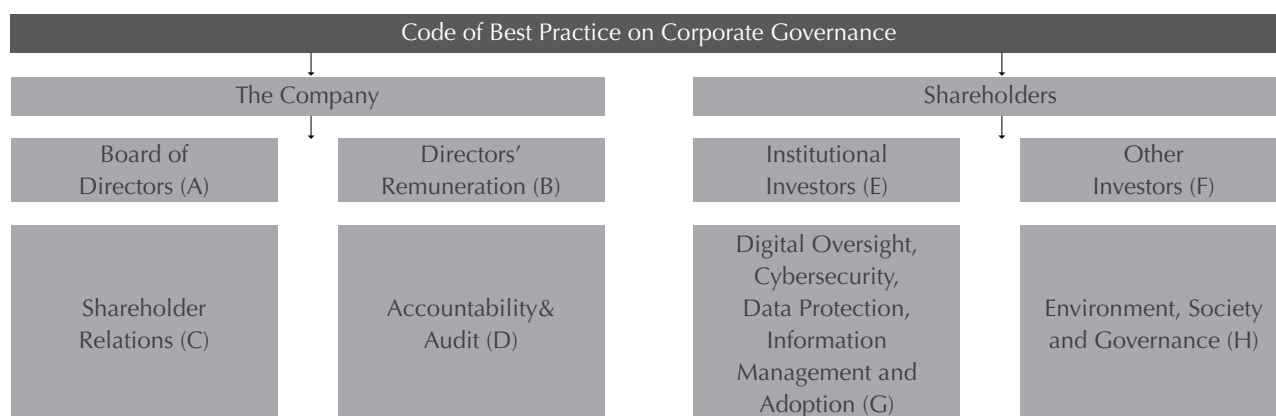 Code of Best Practice on Corporate Governance
The Company
Shareholders
Board of
Directors (A)
Directors’
Remuneration (B)
Institutional
Investors (E)
Other
Investors (F)
Shareholder
Relations (C)
Accountability&
Audit (D)
Digital Oversight,
Cybersecurity,
Data Protection,
Information
Management and
Adoption (G)
Environment, Society
and Governance (H)